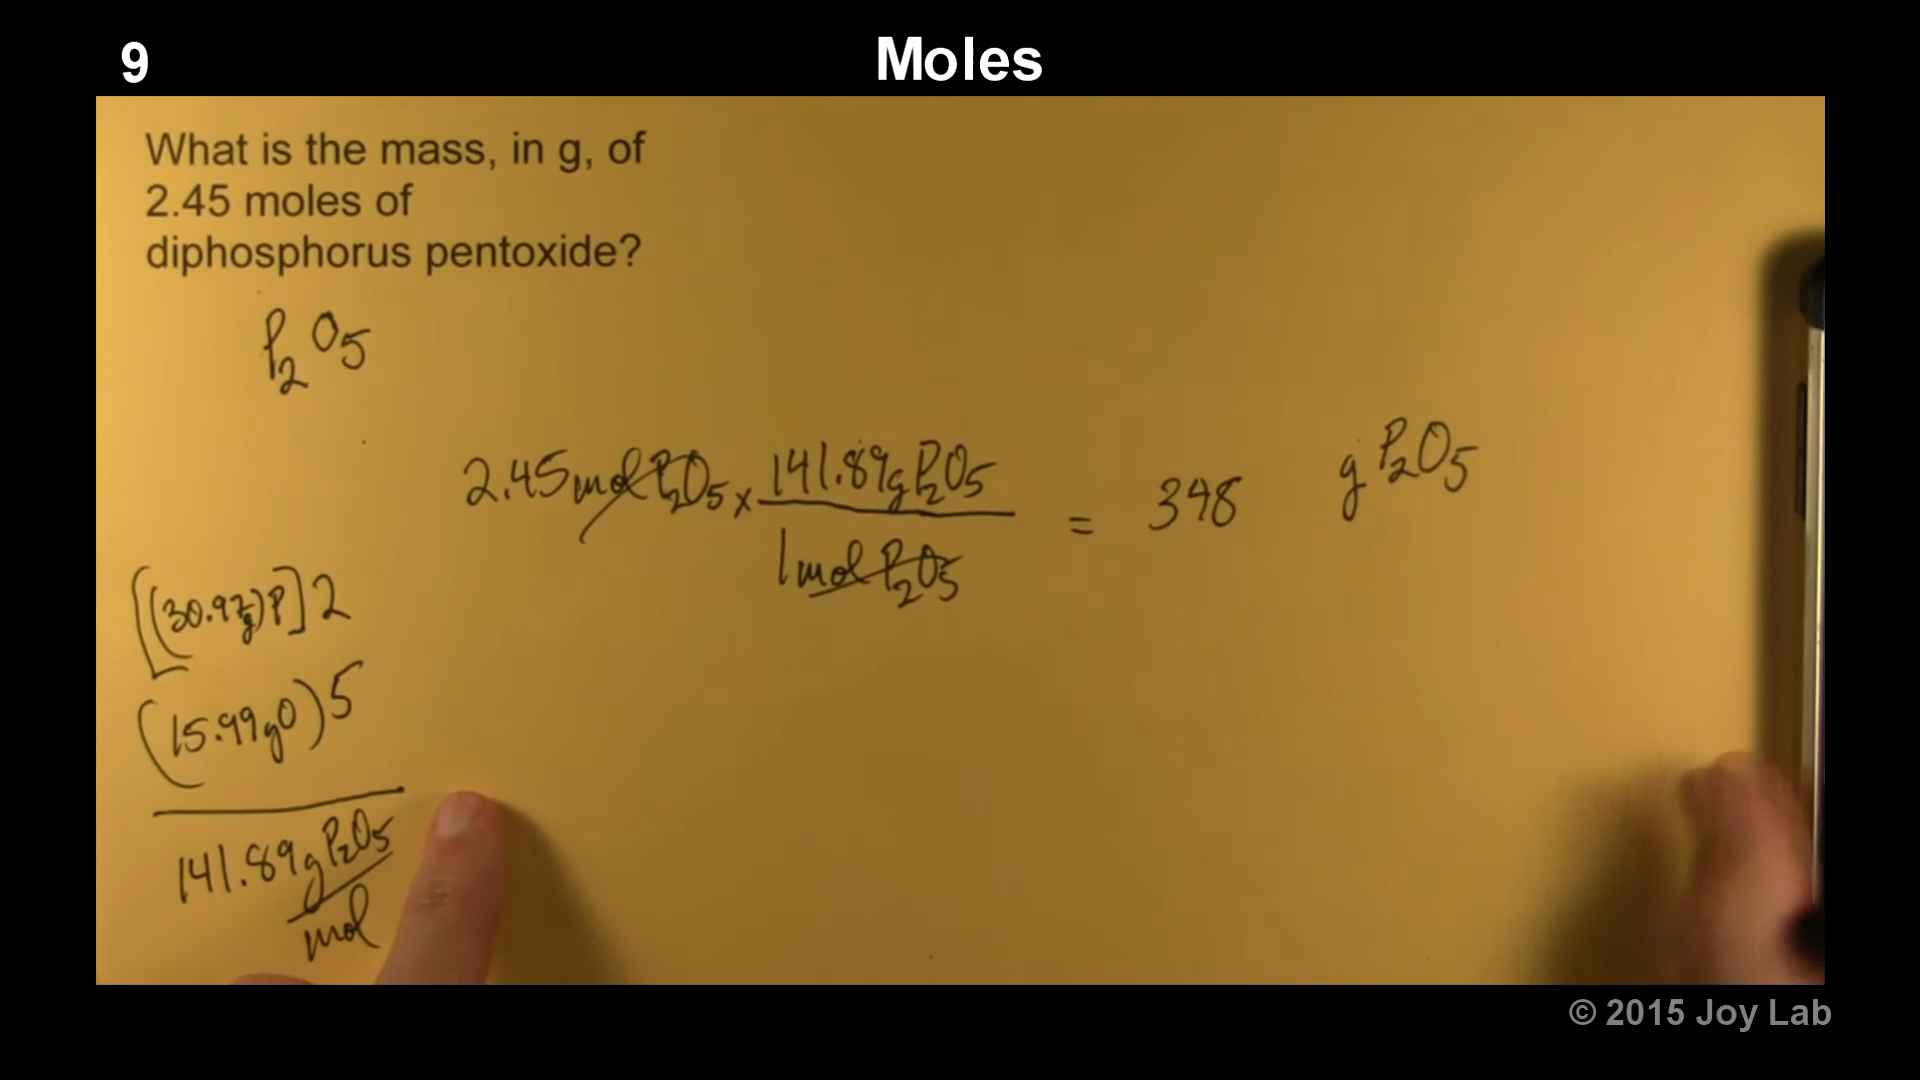 9
Moles
What is the mass, in g, of
2.45 moles of
diphosphorus pentoxide?
P2O5
2.45 mol P2O5 x 141.89 g P2O5 / 1 mol P2O5 = 348 g P2O5
[(30.97g)P]2
(15.99gO)5
141.89 g P2O5
mol
© 2015 Joy Lab